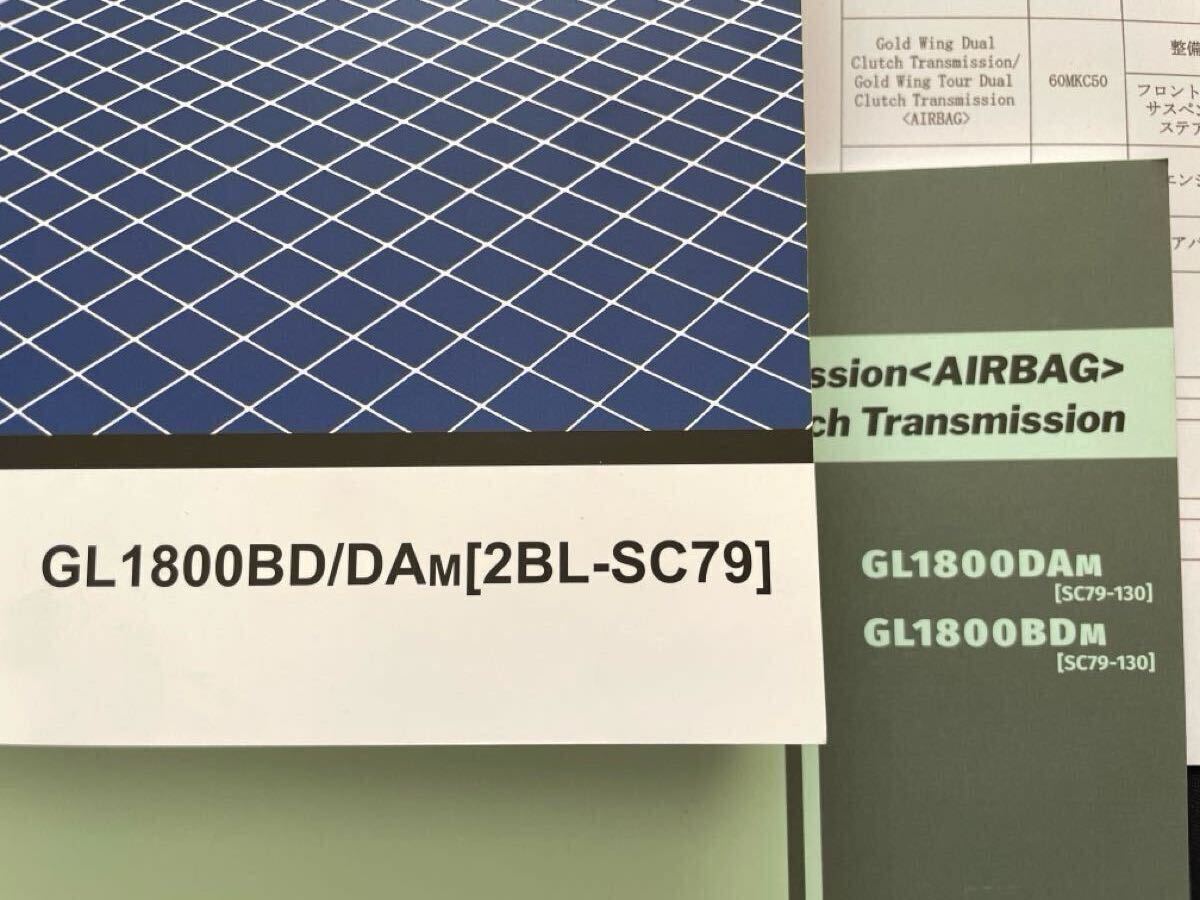 Gold Wing Dual
Clutch Transmission/
Gold Wing Tour Dual
Clutch Transmission
<AIRBAG>
60MKC50
整備
フロント
サスペン
ステア
エンジ
アバ
ssion<AIRBAG>
ch Transmission
GL1800BD/DAM[2BL-SC79]
GL1800DAM
[SC79-130]
GL1800BDM
[SC79-130]